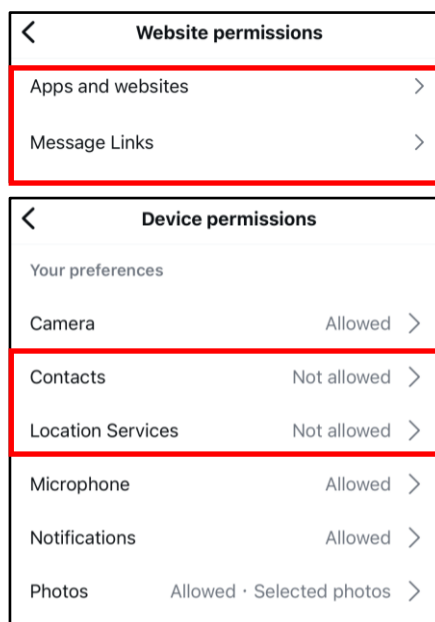 Website permissions
Apps and websites
Message Links
Device permissions
Your preferences
Camera Allowed
Contacts Not allowed
Location Services Not allowed
Microphone Allowed
Notifications Allowed
Photos Allowed · Selected photos